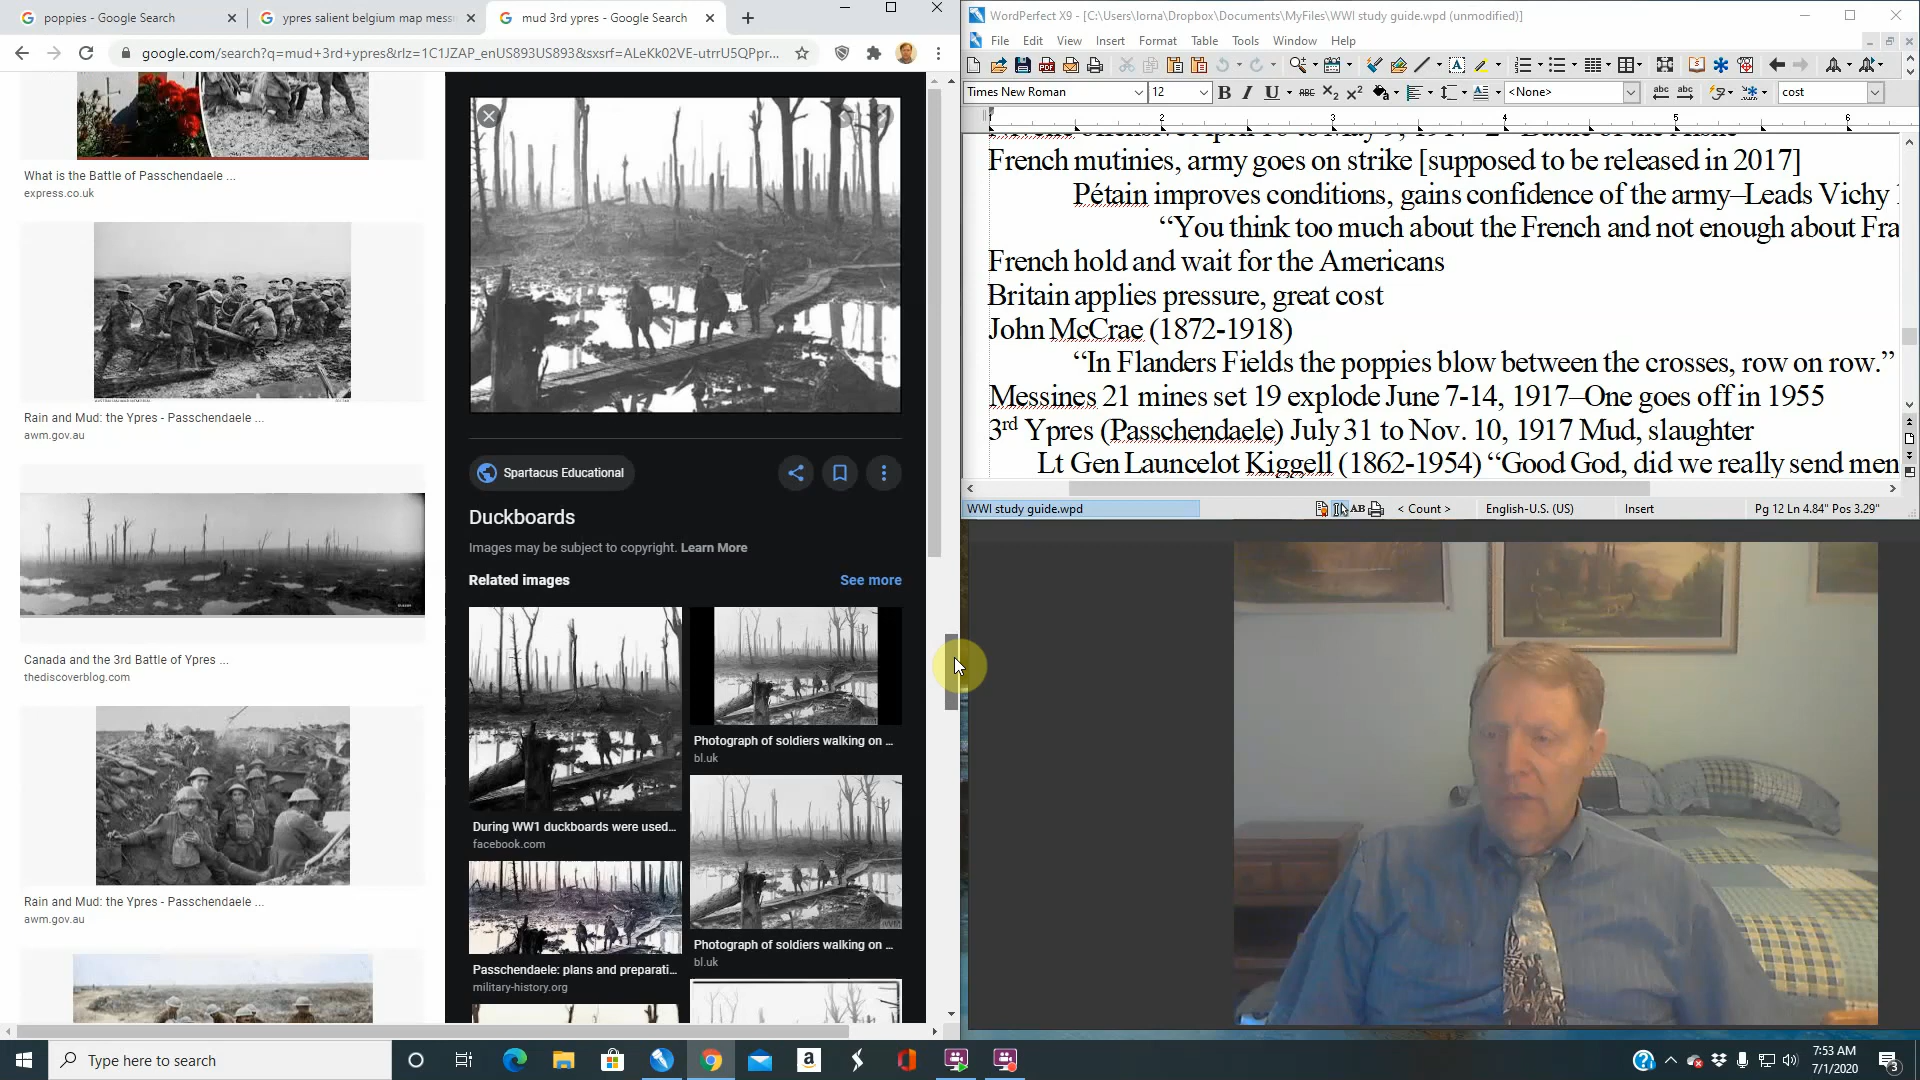 poppies - Google Search
ypres salient belgium map messi
mud 3rd ypres - Google Search
google.com/search?q=mud+3rd+ypres&rlz=1C1JZAP_enUS893US893&sxsrf=ALeKk02VE-utrrU5QPpr...
What is the Battle of Passchendaele ...
express.co.uk
Rain and Mud: the Ypres - Passchendaele ...
awm.gov.au
Canada and the 3rd Battle of Ypres ...
thediscoverblog.com
Rain and Mud: the Ypres - Passchendaele ...
awm.gov.au
Spartacus Educational
Duckboards
Images may be subject to copyright. Learn More
Related images
See more
During WW1 duckboards were used...
facebook.com
Photograph of soldiers walking on ...
bl.uk
Passchendaele: plans and preparati...
military-history.org
Photograph of soldiers walking on ...
bl.uk
WordPerfect X9 - [C:\Users\lorna\Dropbox\Documents\MyFiles\WWI study guide.wpd (unmodified)]
File Edit View Insert Format Table Tools Window Help
Times New Roman 12 <None> cost
1 2 3 4 5 6
French mutinies, army goes on strike [supposed to be released in 2017]
Pétain improves conditions, gains confidence of the army–Leads Vichy
“You think too much about the French and not enough about Fra
French hold and wait for the Americans
Britain applies pressure, great cost
John McCrae (1872-1918)
“In Flanders Fields the poppies blow between the crosses, row on row.”
Messines 21 mines set 19 explode June 7-14, 1917–One goes off in 1955
3rd Ypres (Passchendaele) July 31 to Nov. 10, 1917 Mud, slaughter
Lt Gen Launcelot Kiggell (1862-1954) “Good God, did we really send men
WWI study guide.wpd
AB
< Count >
English-U.S. (US)
Insert
Pg 12 Ln 4.84" Pos 3.29"
Type here to search
7:53 AM
7/1/2020
3